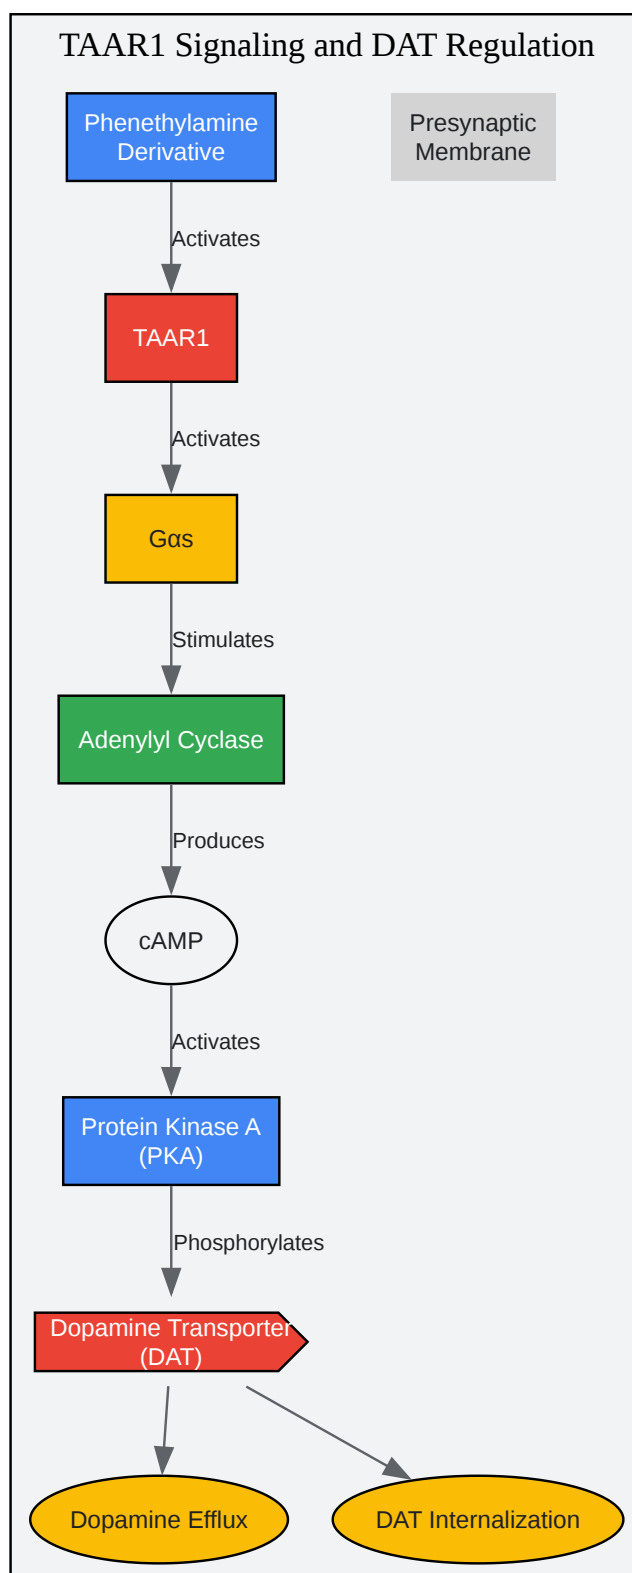 TAAR1 Signaling and DAT Regulation
Phenethylamine
Derivative
Presynaptic
Membrane
Activates
TAAR1
Activates
Gαs
Stimulates
Adenylyl Cyclase
Produces
cAMP
Activates
Protein Kinase A
(PKA)
Phosphorylates
Dopamine Transporter
(DAT)
Dopamine Efflux
DAT Internalization